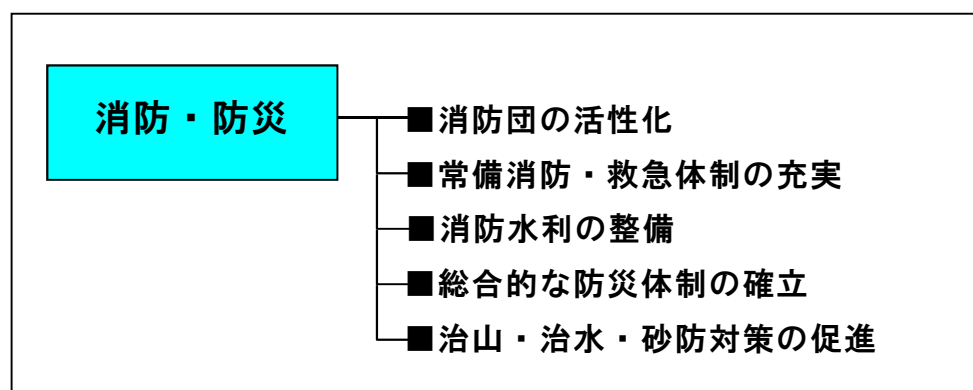 消防・防災
■消防団の活性化
■常備消防・救急体制の充実
■消防水利の整備
■総合的な防災体制の確立
■治山・治水・砂防対策の促進